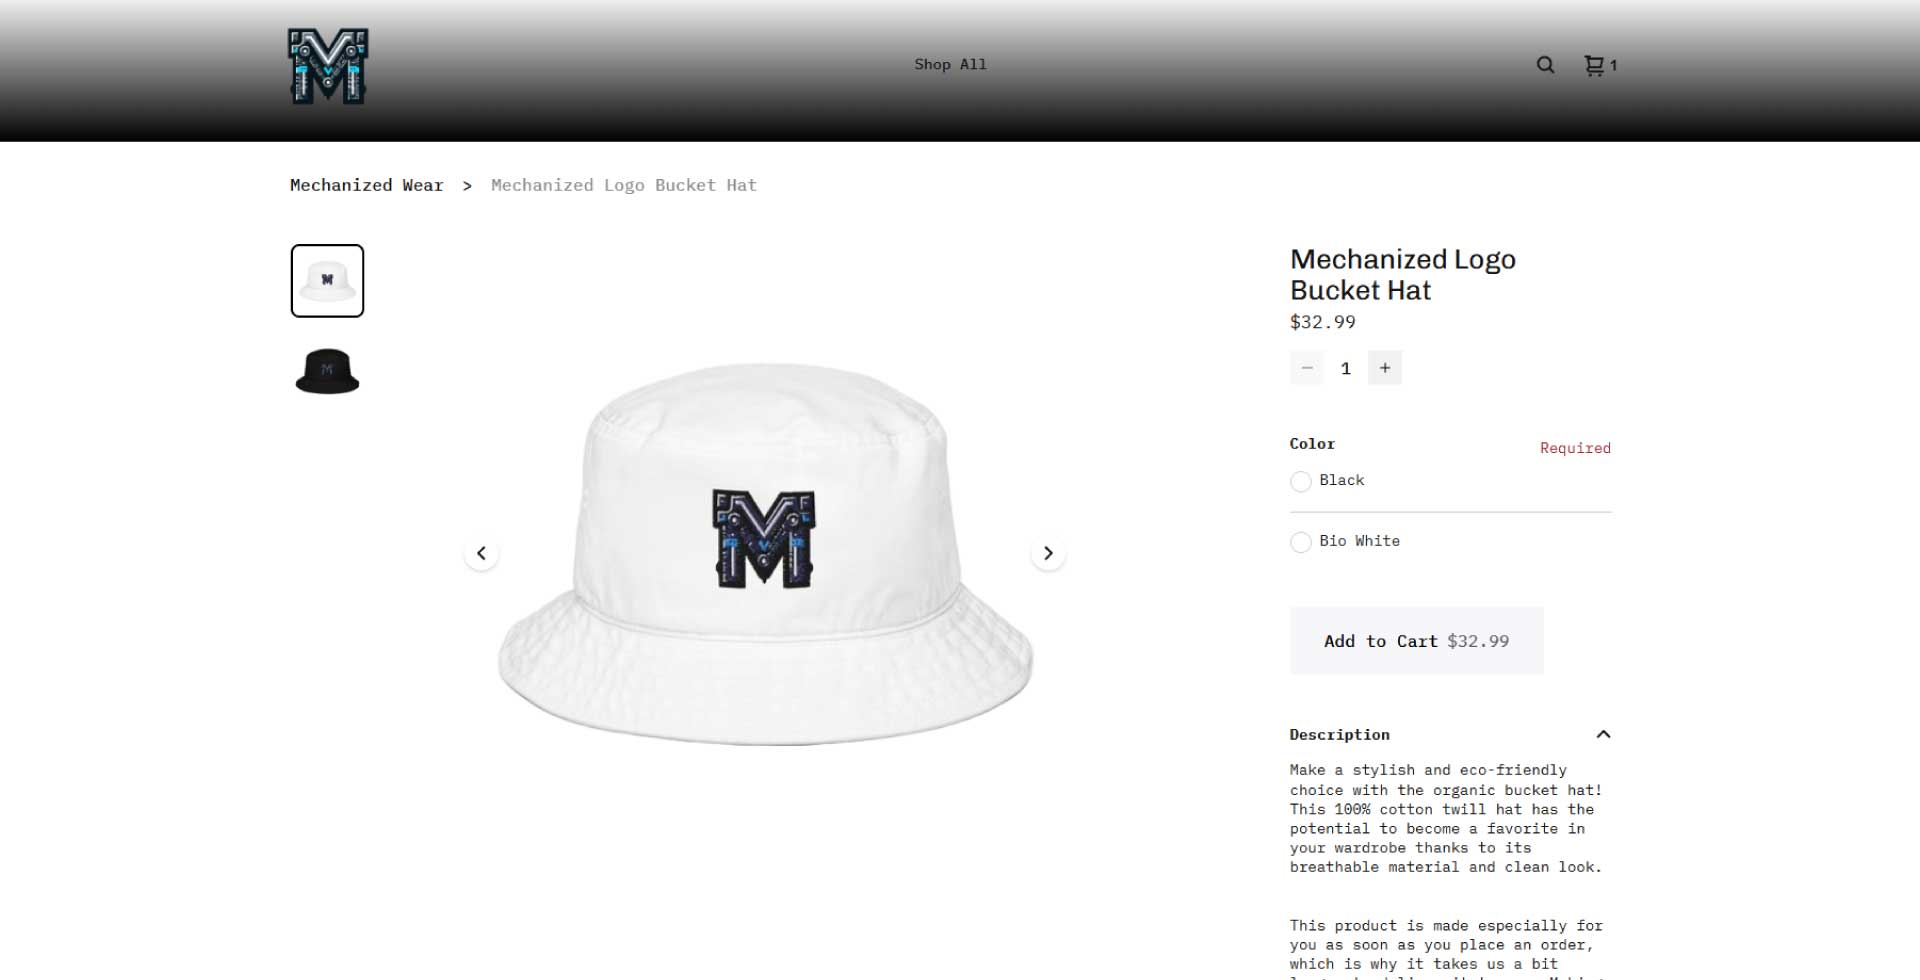 M
Shop All
1
Mechanized Wear > Mechanized Logo Bucket Hat
M
M
M
Mechanized Logo
Bucket Hat
$32.99
− 1 +
Color Required
Black
Bio White
Add to Cart $32.99
Description
Make a stylish and eco-friendly
choice with the organic bucket hat!
This 100% cotton twill hat has the
potential to become a favorite in
your wardrobe thanks to its
breathable material and clean look.
This product is made especially for
you as soon as you place an order,
which is why it takes us a bit